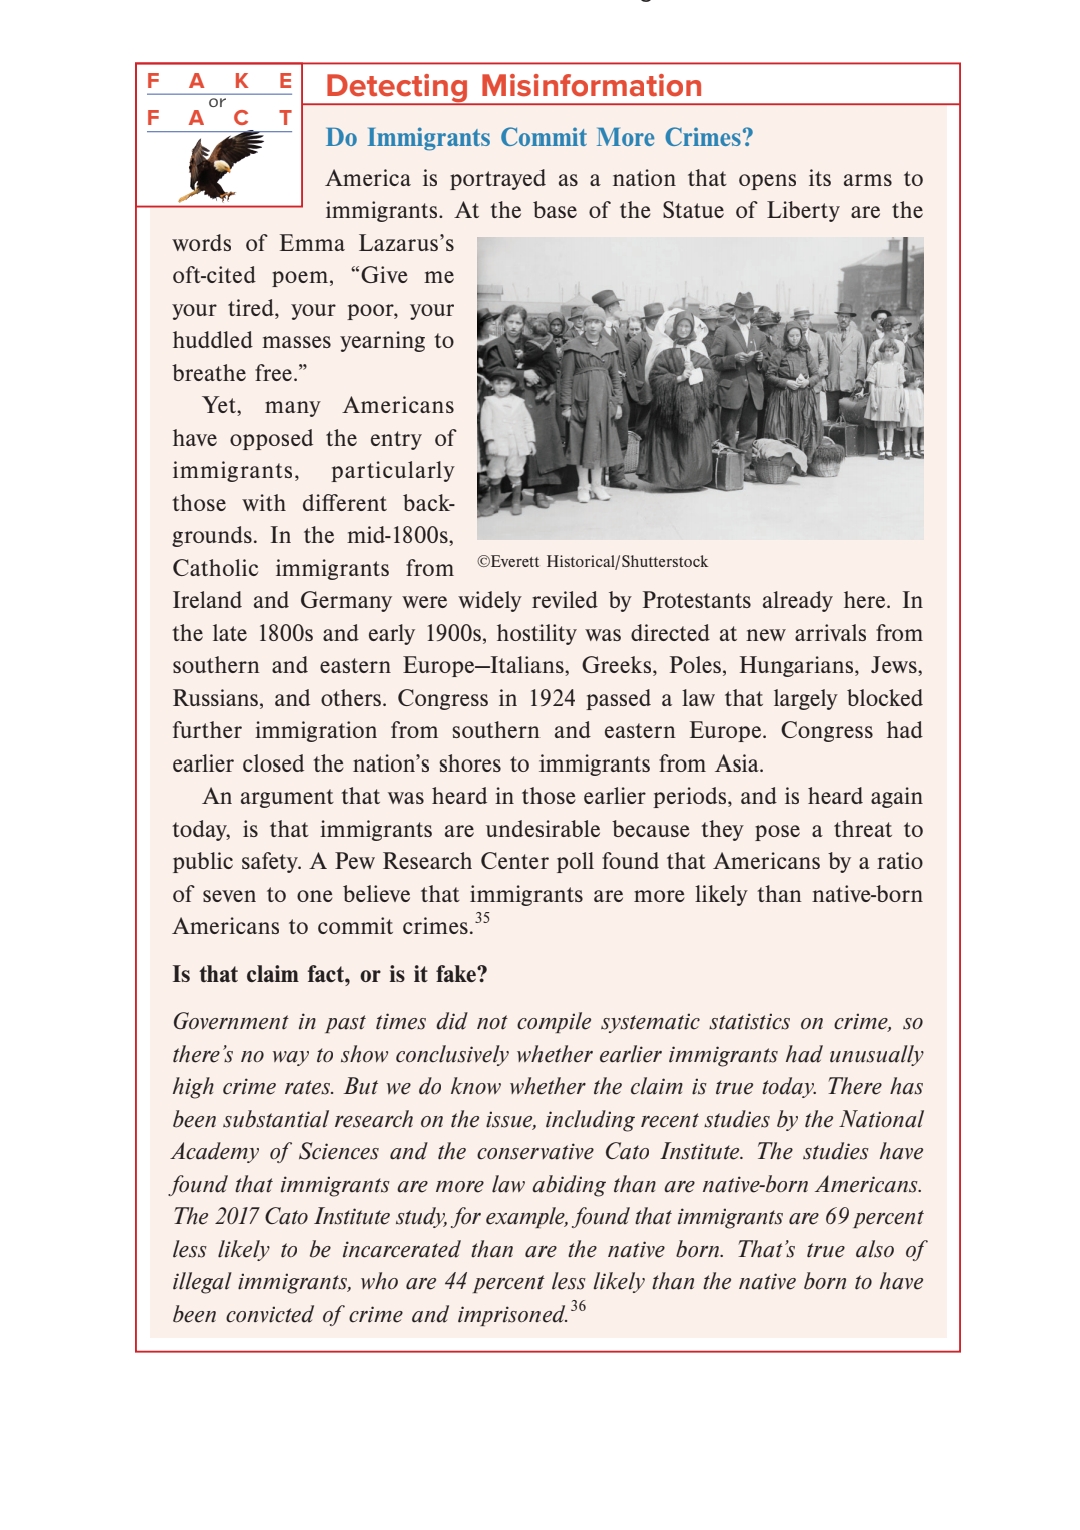 F A K E
or
F A C T
Detecting Misinformation
Do Immigrants Commit More Crimes?
America is portrayed as a nation that opens its arms to
immigrants. At the base of the Statue of Liberty are the
words of Emma Lazarus’s
oft-cited poem, “Give me
your tired, your poor, your
huddled masses yearning to
breathe free.”
Yet, many Americans
have opposed the entry of
immigrants, particularly
those with different back-
grounds. In the mid-1800s,
Catholic immigrants from
©Everett Historical/Shutterstock
Ireland and Germany were widely reviled by Protestants already here. In
the late 1800s and early 1900s, hostility was directed at new arrivals from
southern and eastern Europe—Italians, Greeks, Poles, Hungarians, Jews,
Russians, and others. Congress in 1924 passed a law that largely blocked
further immigration from southern and eastern Europe. Congress had
earlier closed the nation’s shores to immigrants from Asia.
An argument that was heard in those earlier periods, and is heard again
today, is that immigrants are undesirable because they pose a threat to
public safety. A Pew Research Center poll found that Americans by a ratio
of seven to one believe that immigrants are more likely than native-born
Americans to commit crimes.35
Is that claim fact, or is it fake?
Government in past times did not compile systematic statistics on crime, so
there’s no way to show conclusively whether earlier immigrants had unusually
high crime rates. But we do know whether the claim is true today. There has
been substantial research on the issue, including recent studies by the National
Academy of Sciences and the conservative Cato Institute. The studies have
found that immigrants are more law abiding than are native-born Americans.
The 2017 Cato Institute study, for example, found that immigrants are 69 percent
less likely to be incarcerated than are the native born. That’s true also of
illegal immigrants, who are 44 percent less likely than the native born to have
been convicted of crime and imprisoned.36